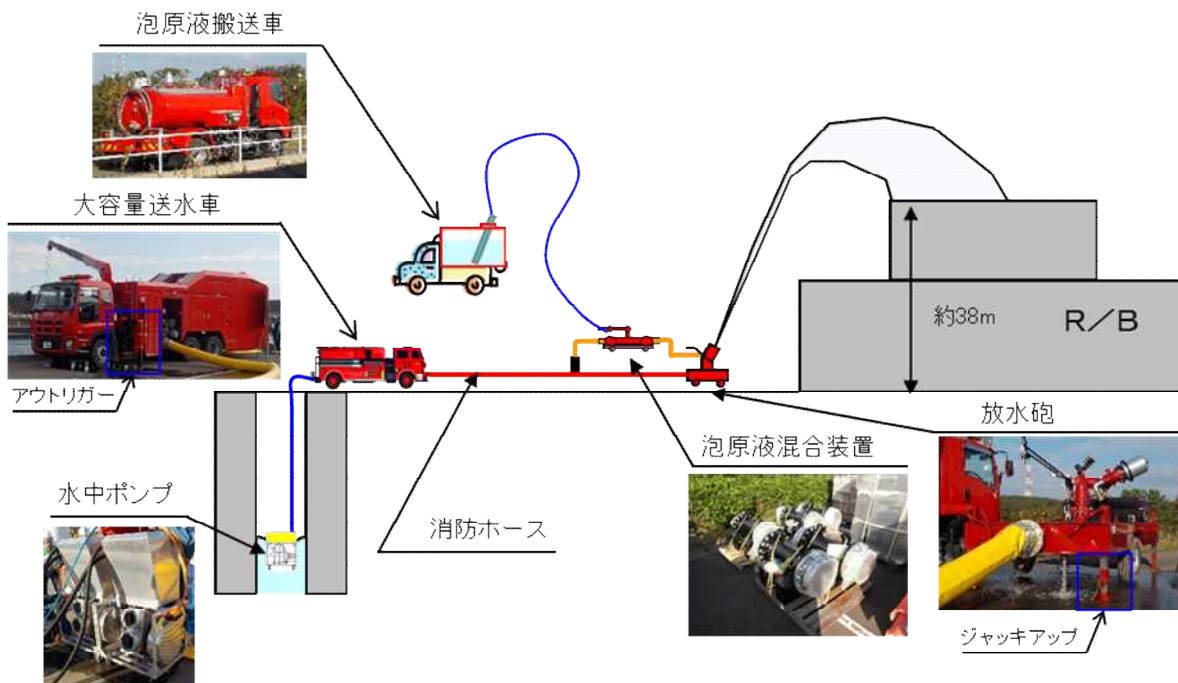 泡原液搬送車
大容量送水車
アウトリガー
水中ポンプ
消防ホース
泡原液混合装置
約38m
R/B
放水砲
ジャッキアップ